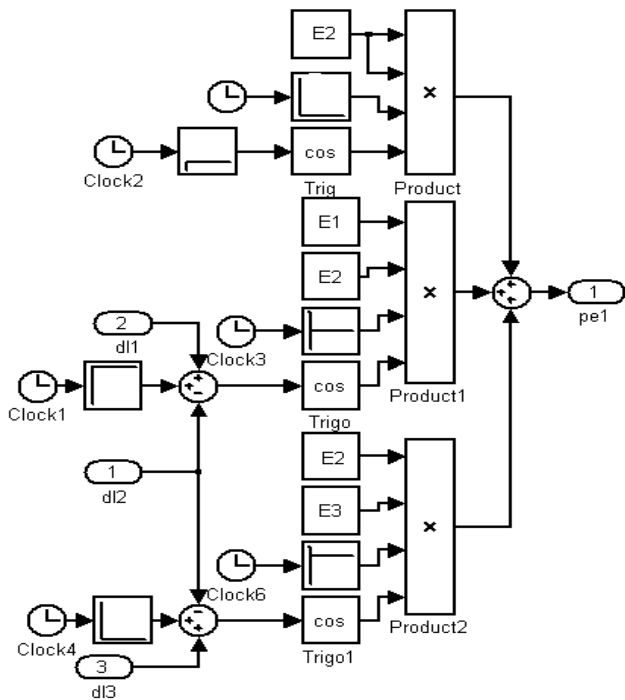 E2
×
cos
Clock2
Trig
Product
E1
E2
×
1
pe1
2
dl1
Clock3
cos
Clock1
Trigo
Product1
E2
1
dl2
E3
×
Clock6
cos
Clock4
Trigo1
Product2
3
dl3